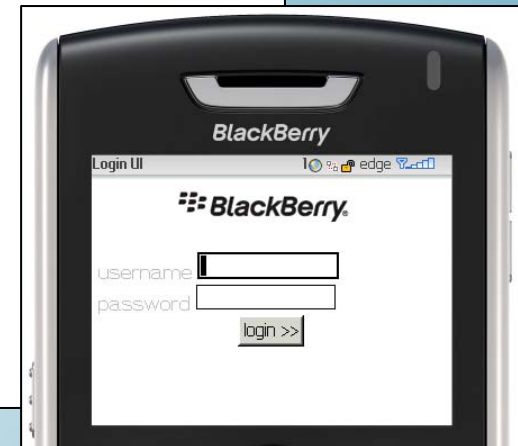 BlackBerry
Login UI 1 edge
BlackBerry®
username
password
login >>